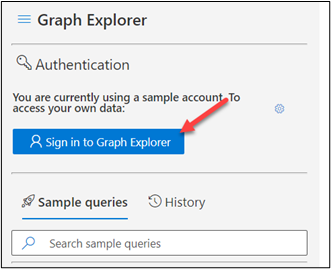 Graph Explorer
Authentication
You are currently using a sample account. To
access your own data:
Sign in to Graph Explorer
Sample queries
History
Search sample queries